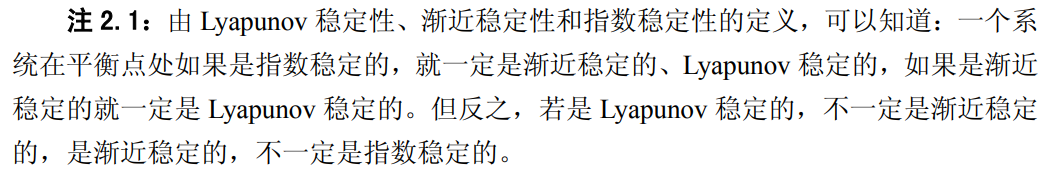 注 2.1：由 Lyapunov 稳定性、渐近稳定性和指数稳定性的定义，可以知道：一个系
统在平衡点处如果是指数稳定的，就一定是渐近稳定的、Lyapunov 稳定的，如果是渐近
稳定的就一定是 Lyapunov 稳定的。但反之，若是 Lyapunov 稳定的，不一定是渐近稳定
的，是渐近稳定的，不一定是指数稳定的。